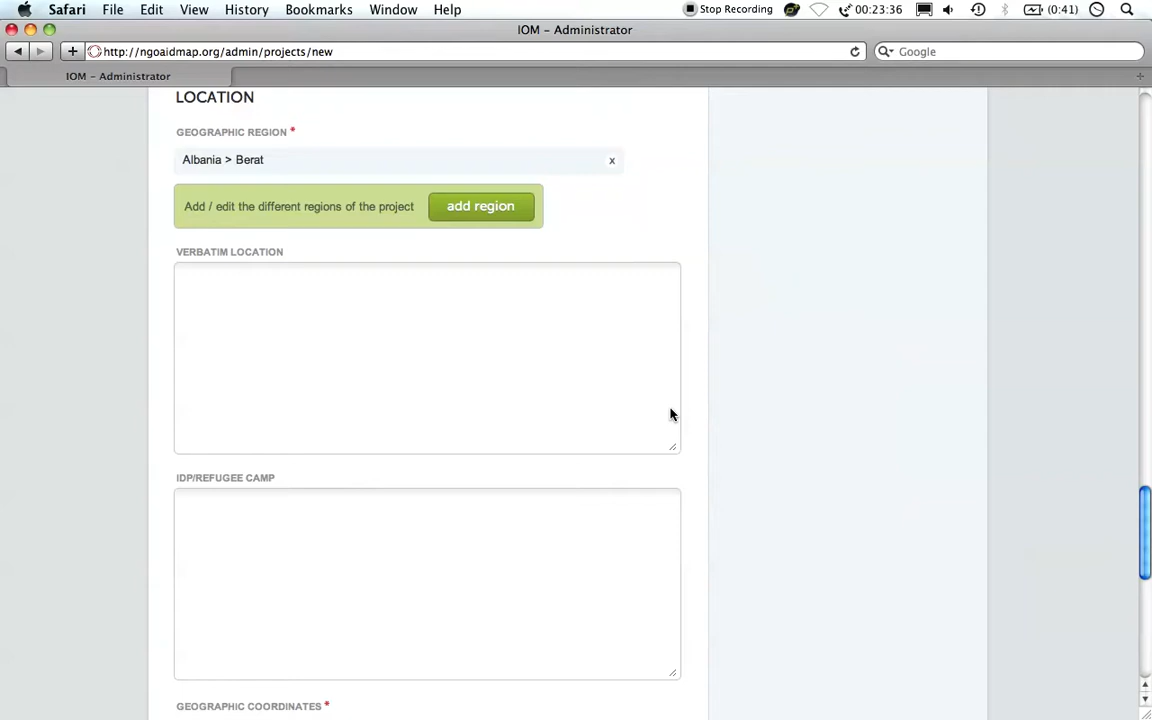 Safari File Edit View History Bookmarks Window Help Stop Recording 00:23:36 (0:41)
IOM – Administrator
http://ngoaidmap.org/admin/projects/new Google
IOM – Administrator
LOCATION
GEOGRAPHIC REGION *
Albania > Berat x
Add / edit the different regions of the project add region
VERBATIM LOCATION
IDP/REFUGEE CAMP
GEOGRAPHIC COORDINATES *